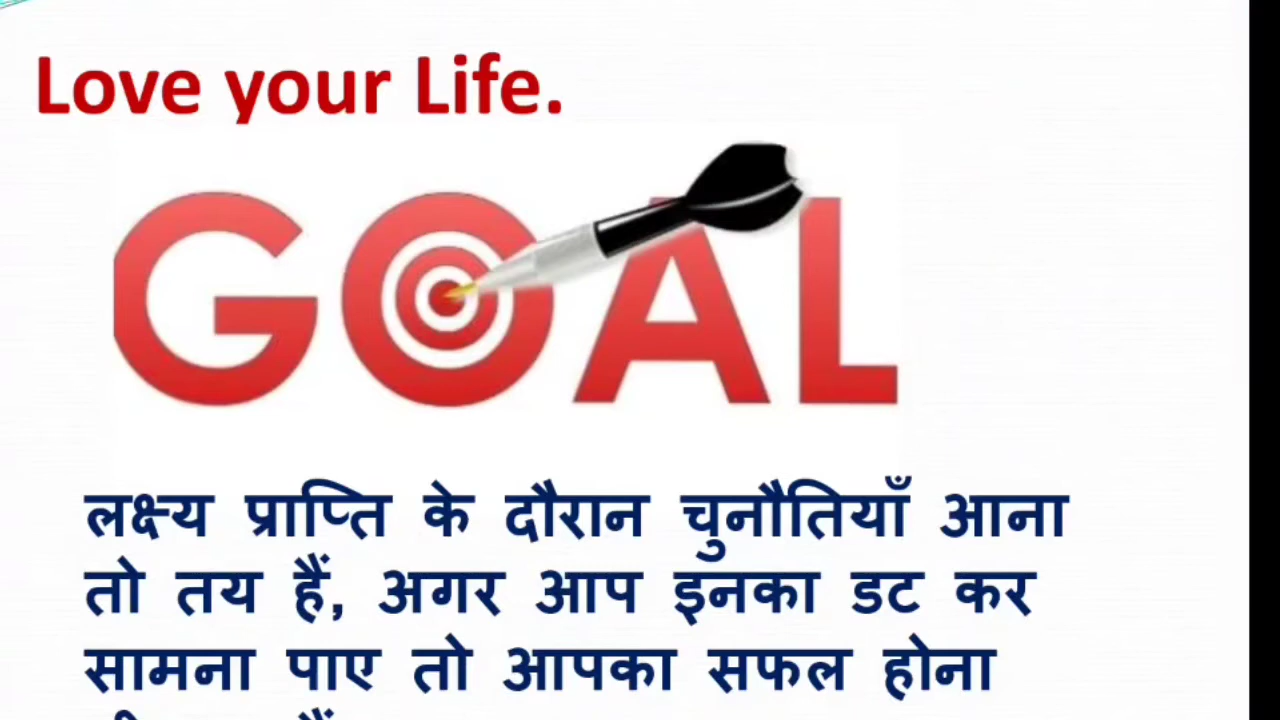 Love your Life.
GOAL
लक्ष्य प्राप्ति के दौरान चुनौतियाँ आना
तो तय हैं, अगर आप इनका डट कर
सामना पाए तो आपका सफल होना